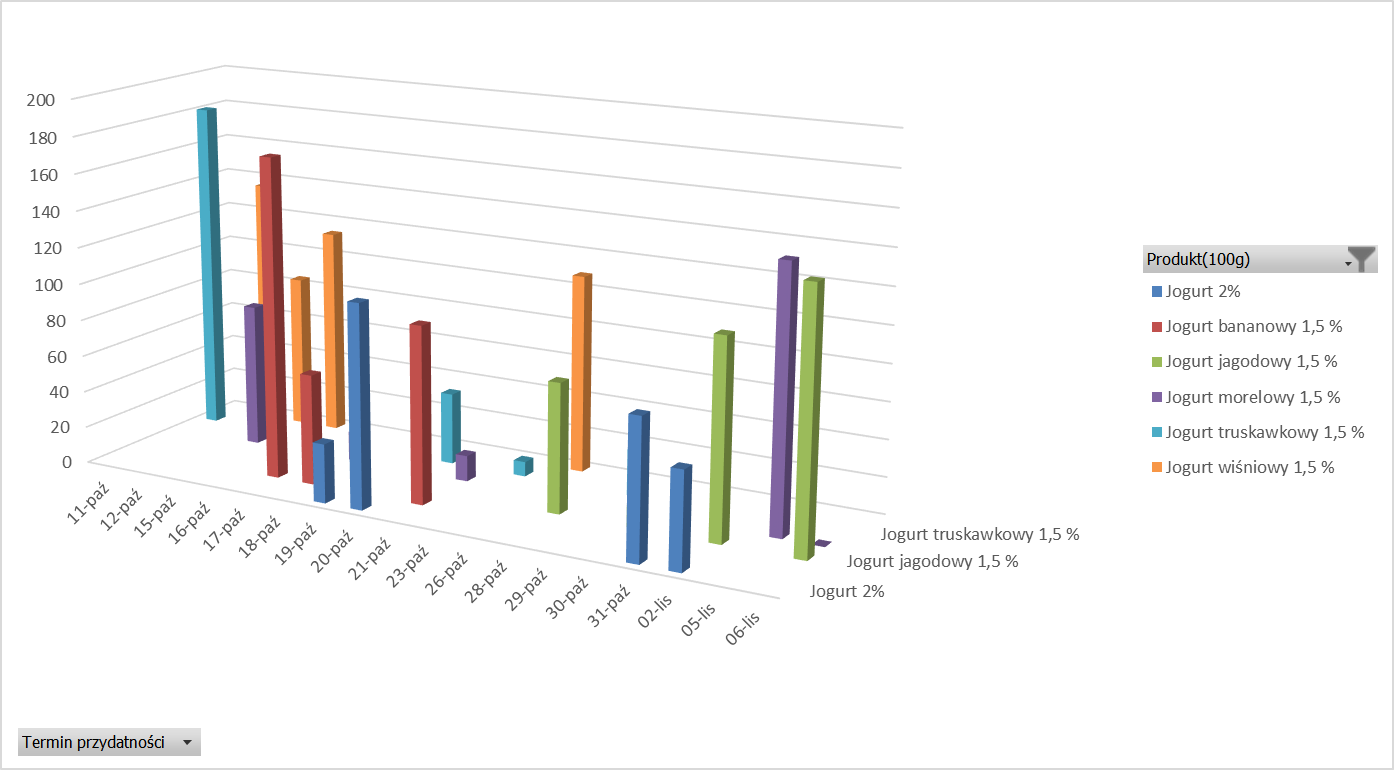 200
180
160
140
120
100
80
60
40
20
0
11-paź
12-paź
15-paź
16-paź
17-paź
18-paź
19-paź
20-paź
21-paź
23-paź
26-paź
28-paź
29-paź
30-paź
31-paź
02-lis
05-lis
06-lis
Jogurt truskawkowy 1,5 %
Jogurt jagodowy 1,5 %
Jogurt 2%
Produkt(100g)
Jogurt 2%
Jogurt bananowy 1,5 %
Jogurt jagodowy 1,5 %
Jogurt morelowy 1,5 %
Jogurt truskawkowy 1,5 %
Jogurt wiśniowy 1,5 %
Termin przydatności